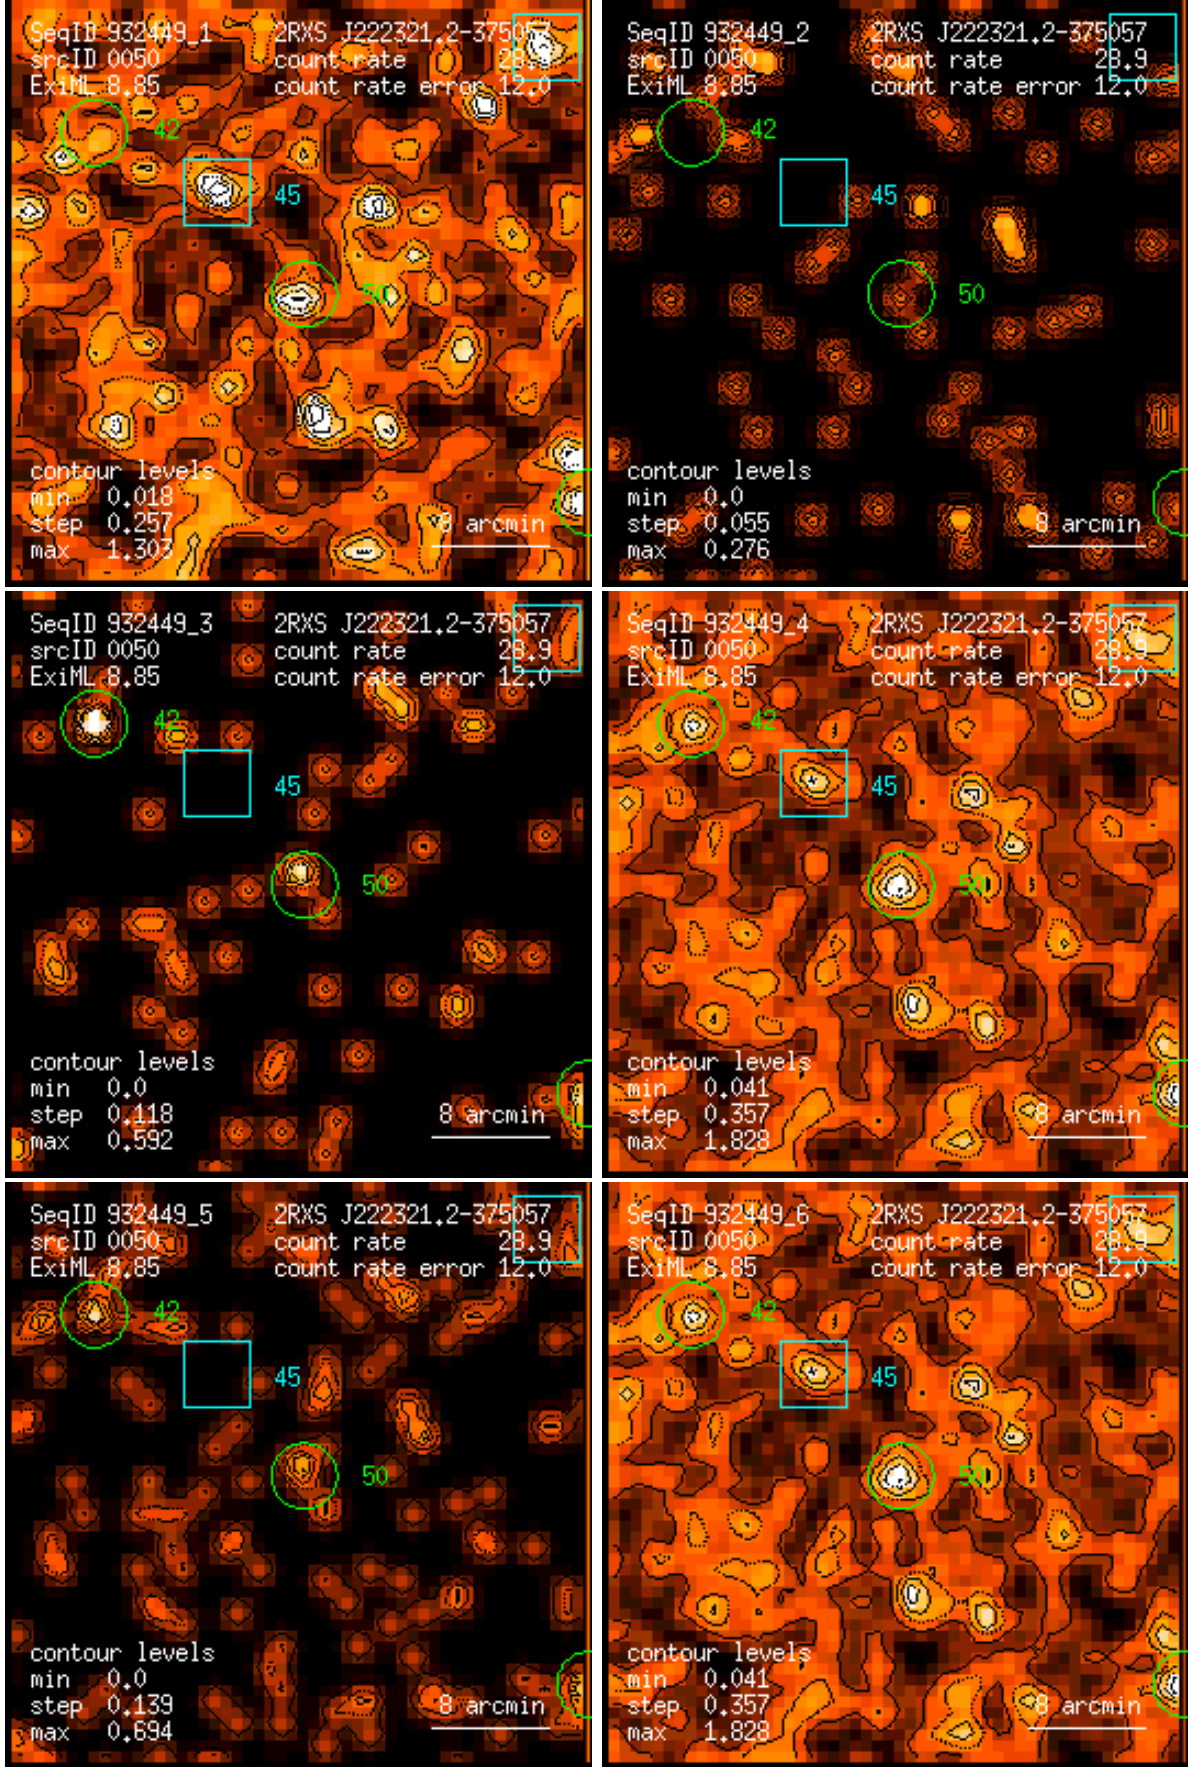 SeqID 932449_1 2RXS J222321.2-375057
srcID 0050 count rate 28.9
ExiML 8.85 count rate error 12.0
42
45
50
contour levels
min 0.018
step 0.257
max 1.303
8 arcmin
SeqID 932449_2 2RXS J222321.2-375057
srcID 0050 count rate 28.9
ExiML 8.85 count rate error 12.0
42
45
50
contour levels
min 0.0
step 0.055
max 0.276
8 arcmin
SeqID 932449_3 2RXS J222321.2-375057
srcID 0050 count rate 28.9
ExiML 8.85 count rate error 12.0
42
45
50
contour levels
min 0.0
step 0.118
max 0.592
8 arcmin
SeqID 932449_4 2RXS J222321.2-375057
srcID 0050 count rate 28.9
ExiML 8.85 count rate error 12.0
42
45
50
contour levels
min 0.041
step 0.357
max 1.828
8 arcmin
SeqID 932449_5 2RXS J222321.2-375057
srcID 0050 count rate 28.9
ExiML 8.85 count rate error 12.0
42
45
50
contour levels
min 0.0
step 0.139
max 0.694
8 arcmin
SeqID 932449_6 2RXS J222321.2-375057
srcID 0050 count rate 28.9
ExiML 8.85 count rate error 12.0
42
45
50
contour levels
min 0.041
step 0.357
max 1.828
8 arcmin